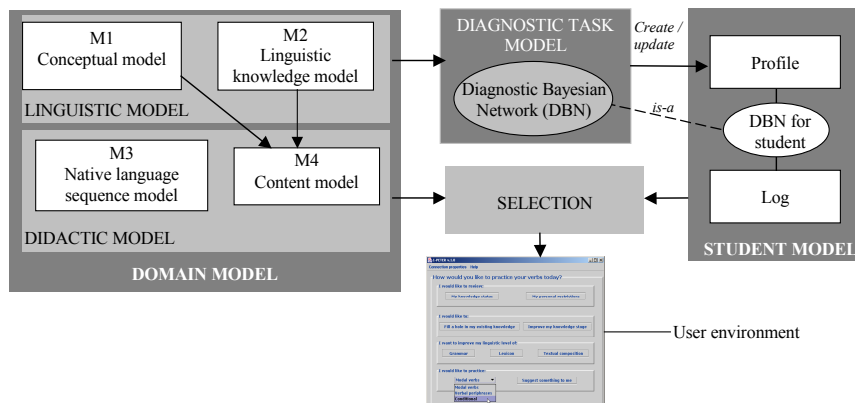 M1
Conceptual model
M2
Linguistic
knowledge model
LINGUISTIC MODEL
M3
Native language
sequence model
M4
Content model
DIDACTIC MODEL
DOMAIN MODEL
DIAGNOSTIC TASK
MODEL
Diagnostic Bayesian
Network (DBN)
Create /
update
is-a
Profile
DBN for
student
Log
STUDENT MODEL
SELECTION
Connection properties Help
How would you like to practice your verbs today?
I would like to review:
My knowledge status
I would like to:
Fill a hole in my existing knowledge
Improve my knowledge stage
I want to improve my linguistic level of:
Grammar
Lexicon
Textual composition
I would like to practice:
Modal verbs
Suggest something to me
Modal verbs
Verbal periphrases
Conditional
User environment